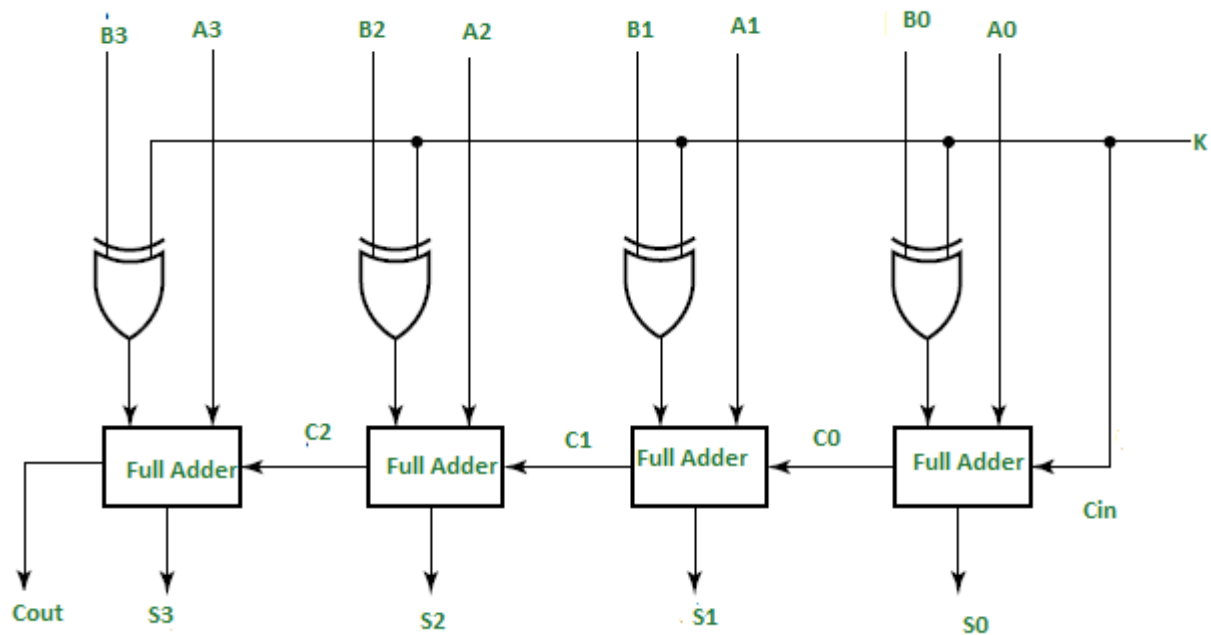 B3 A3 B2 A2 B1 A1 B0 A0
K
C2 C1 C0
Full Adder Full Adder Full Adder Full Adder
Cin
Cout S3 S2 S1 S0